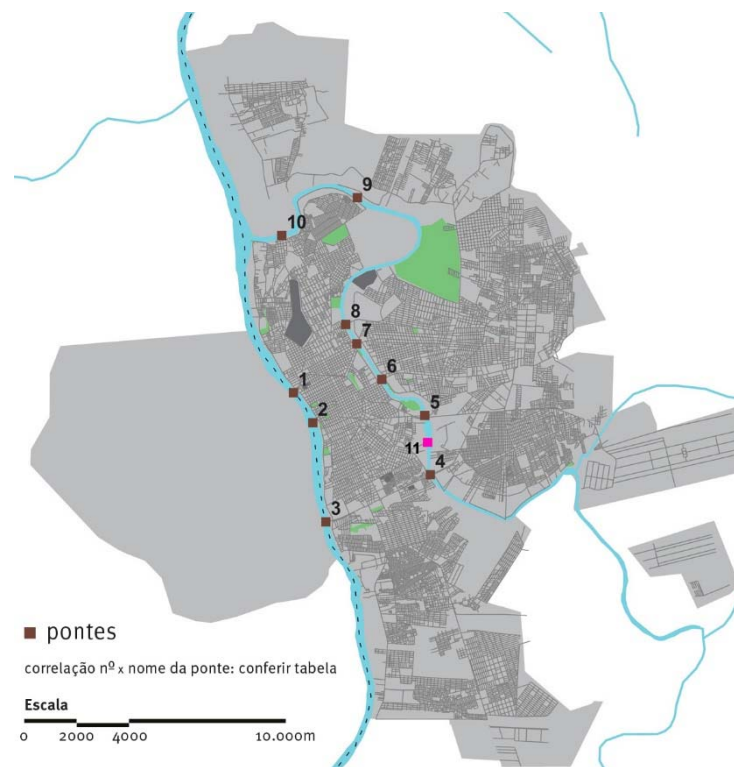 9
10
8
7
1
6
2
5
11
4
3
pontes
correlação nº x nome da ponte: conferir tabela
Escala
0 2000 4000 10.000m